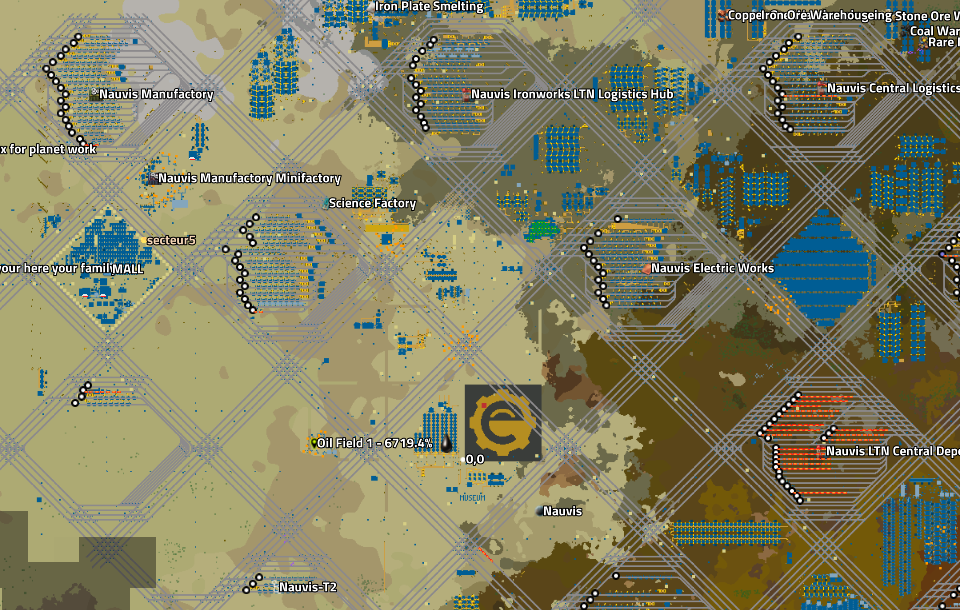 Iron Plate Smelting
Stone Ore W
Coal War
Rare
Nauvis Manufactory
Nauvis Ironworks LTN Logistics Hub
Nauvis Central Logistics
x for planet work
Nauvis Manufactory Minifactory
Science Factory
secteur5
your here your family
MALL
Nauvis Electric Works
Oil Field 1 - 6719.4%
Nauvis LTN Central Depo
0,0
MUSEUM
Nauvis
Nauvis-T2